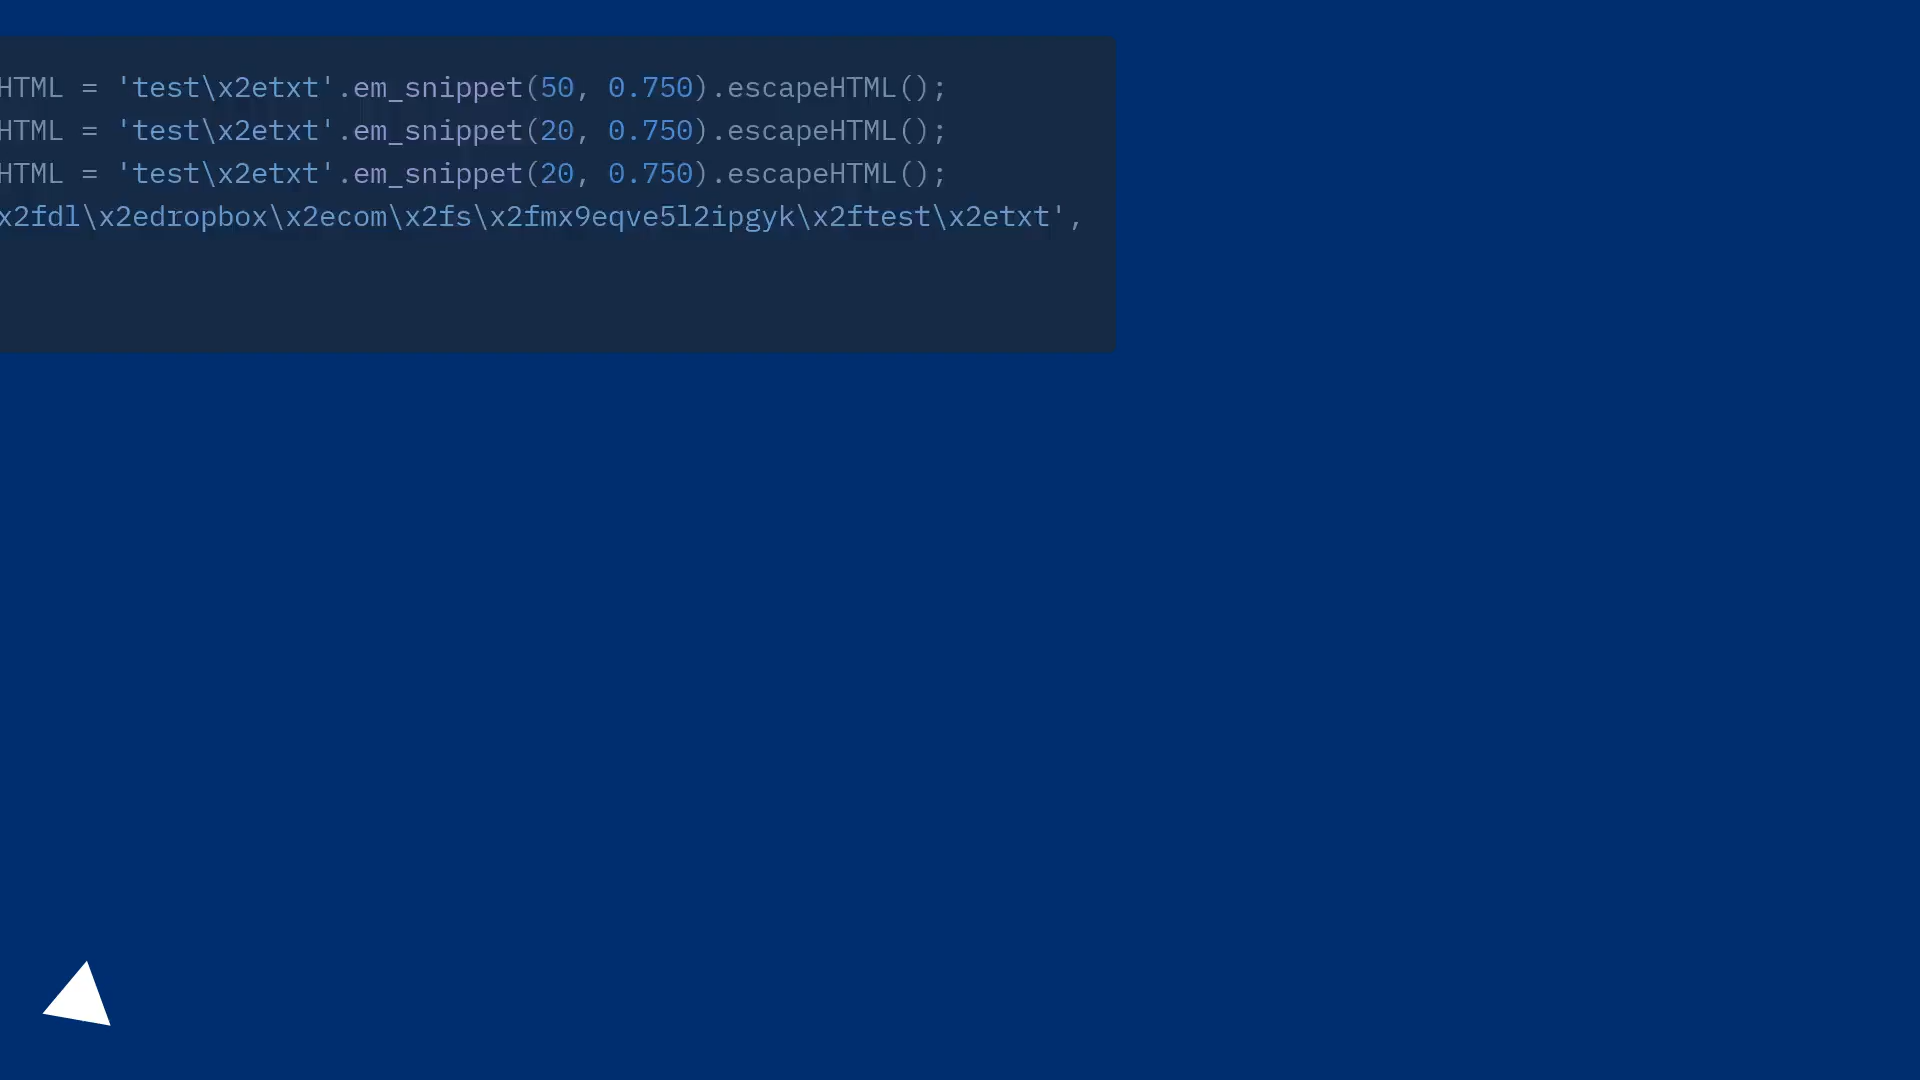 HTML = 'test\x2etxt'.em_snippet(50, 0.750).escapeHTML();
HTML = 'test\x2etxt'.em_snippet(20, 0.750).escapeHTML();
HTML = 'test\x2etxt'.em_snippet(20, 0.750).escapeHTML();
x2fdl\x2edropbox\x2ecom\x2fs\x2fmx9eqve5l2ipgyk\x2ftest\x2etxt',